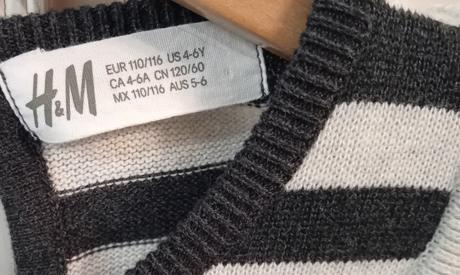 H&M
EUR 110/116 US 4-6Y
CA 4-6A CN 120/60
MX 110/116 AUS 5-6